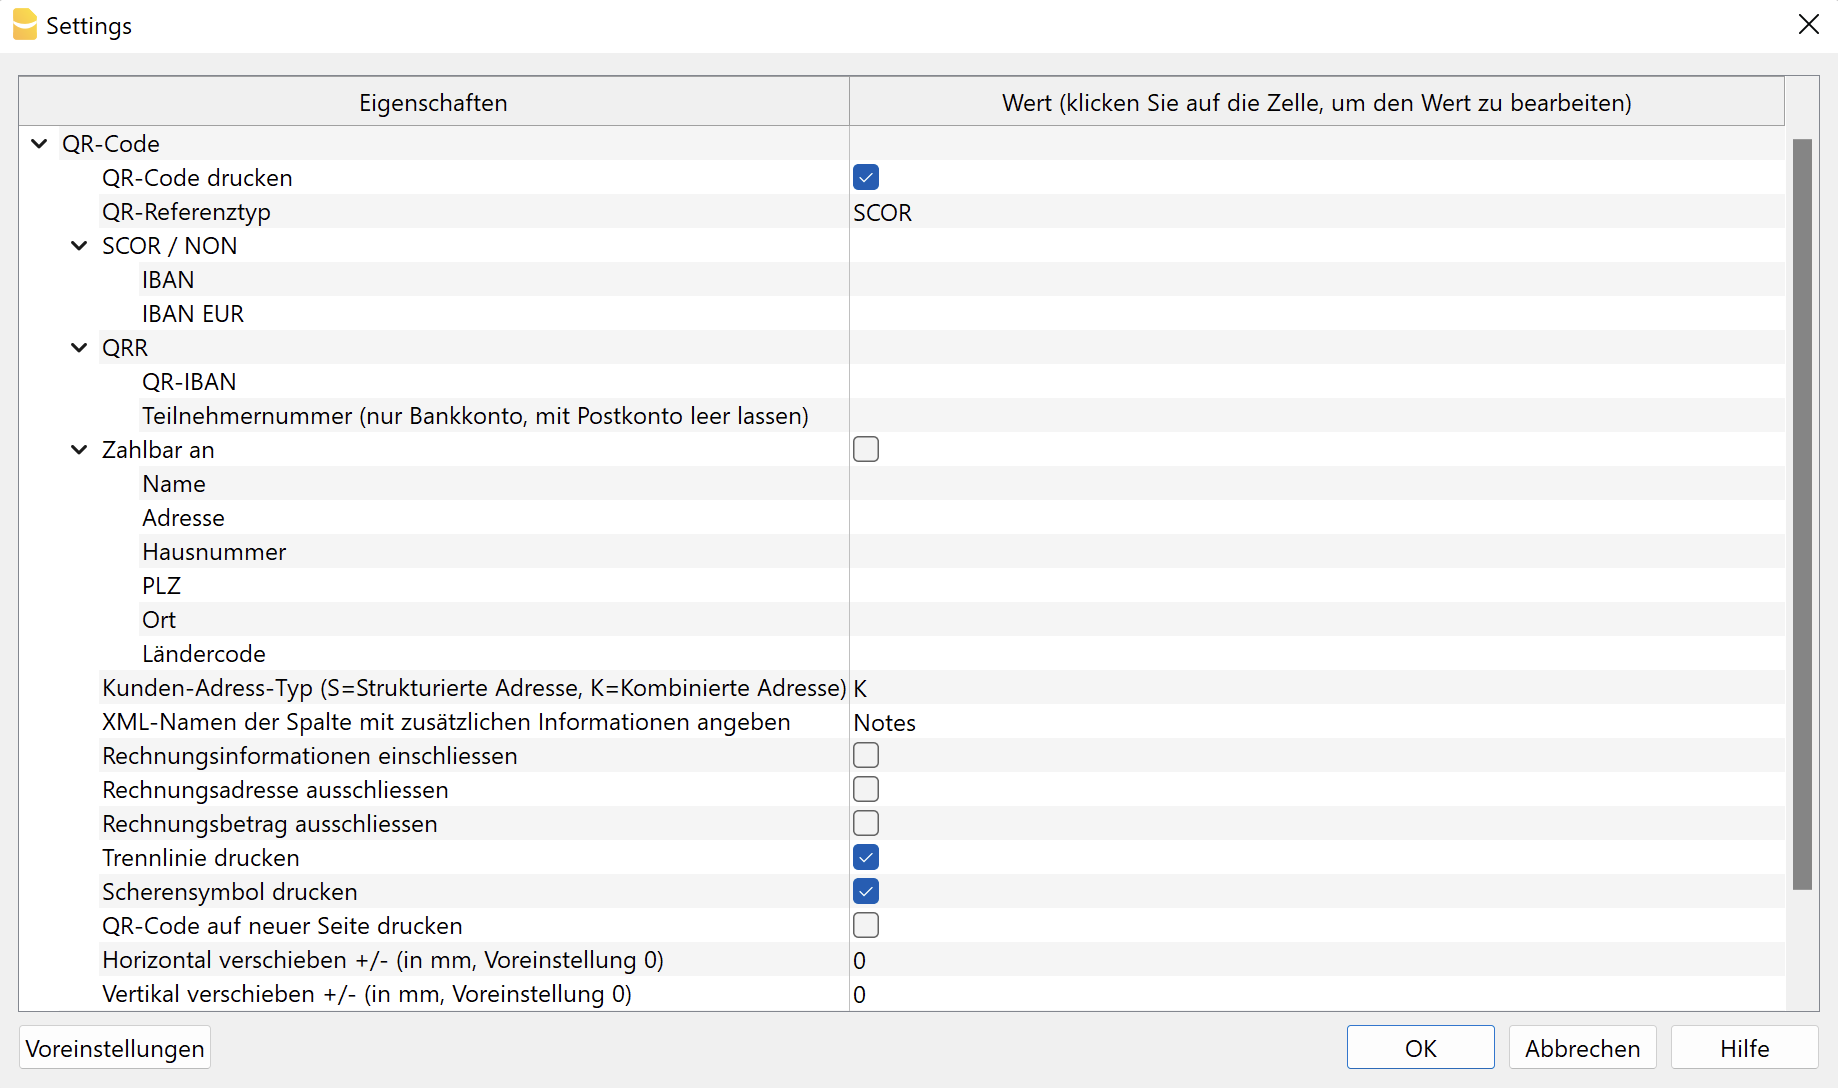 Settings
Eigenschaften
Wert (klicken Sie auf die Zelle, um den Wert zu bearbeiten)
QR-Code
QR-Code drucken
QR-Referenztyp SCOR
SCOR / NON
IBAN
IBAN EUR
QRR
QR-IBAN
Teilnehmernummer (nur Bankkonto, mit Postkonto leer lassen)
Zahlbar an
Name
Adresse
Hausnummer
PLZ
Ort
Ländercode
Kunden-Adress-Typ (S=Strukturierte Adresse, K=Kombinierte Adresse) K
XML-Namen der Spalte mit zusätzlichen Informationen angeben Notes
Rechnungsinformationen einschliessen
Rechnungsadresse ausschliessen
Rechnungsbetrag ausschliessen
Trennlinie drucken
Scherensymbol drucken
QR-Code auf neuer Seite drucken
Horizontal verschieben +/- (in mm, Voreinstellung 0) 0
Vertikal verschieben +/- (in mm, Voreinstellung 0) 0
Voreinstellungen
OK
Abbrechen
Hilfe